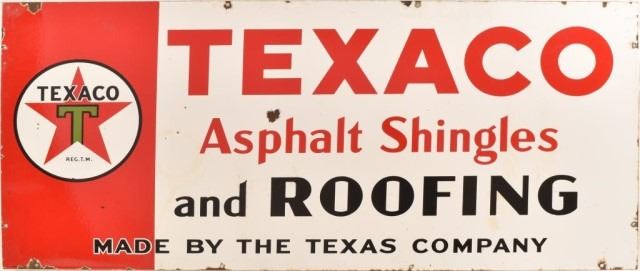 TEXACO
T
REG. T.M.
TEXACO
Asphalt Shingles
and ROOFING
MADE BY THE TEXAS COMPANY